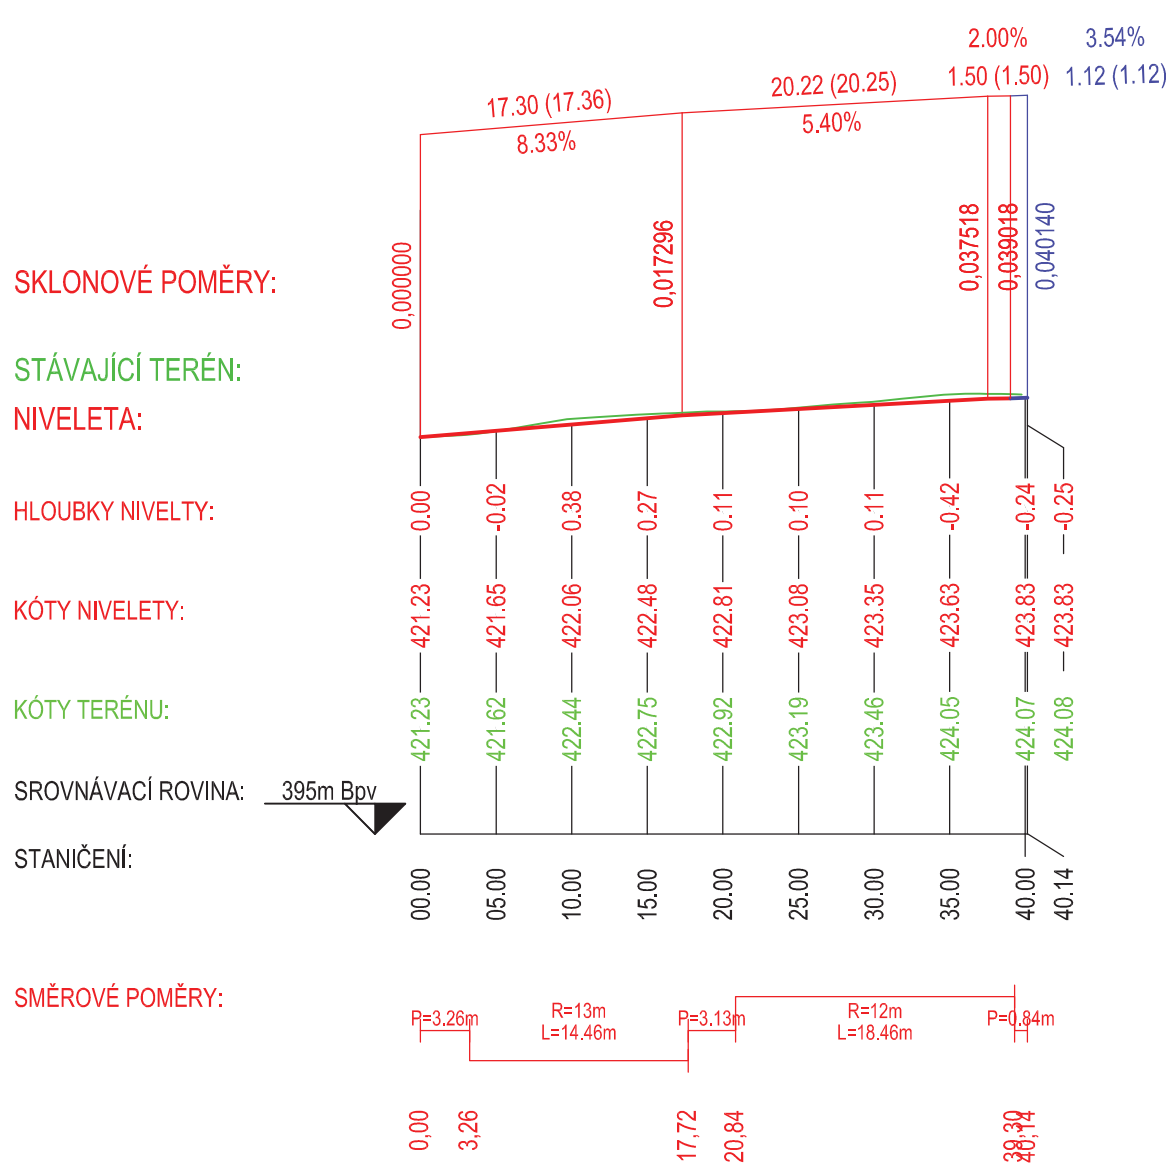 2.00% 3.54%
17.30 (17.36) 20.22 (20.25) 1.50 (1.50) 1.12 (1.12)
8.33% 5.40%
SKLONOVÉ POMĚRY: 0,000000 0,017296 0,037518 0,039018 0,040140
STÁVAJÍCÍ TERÉN:
NIVELETA:
HLOUBKY NIVELTY: 0.00 -0.02 0.38 0.27 0.11 0.10 0.11 -0.42 -0.24 -0.25
KÓTY NIVELETY: 421.23 421.65 422.06 422.48 422.81 423.08 423.35 423.63 423.83 423.83
KÓTY TERÉNU: 421.23 421.62 422.44 422.75 422.92 423.19 423.46 424.05 424.07 424.08
SROVNÁVACÍ ROVINA: 395m Bpv
STANIČENÍ: 00.00 05.00 10.00 15.00 20.00 25.00 30.00 35.00 40.00 40.14
SMĚROVÉ POMĚRY:
P=3.26m R=13m P=3.13m R=12m P=0.84m
L=14.46m L=18.46m
0,00 3,26 17,72 20,84 39,30 40,14